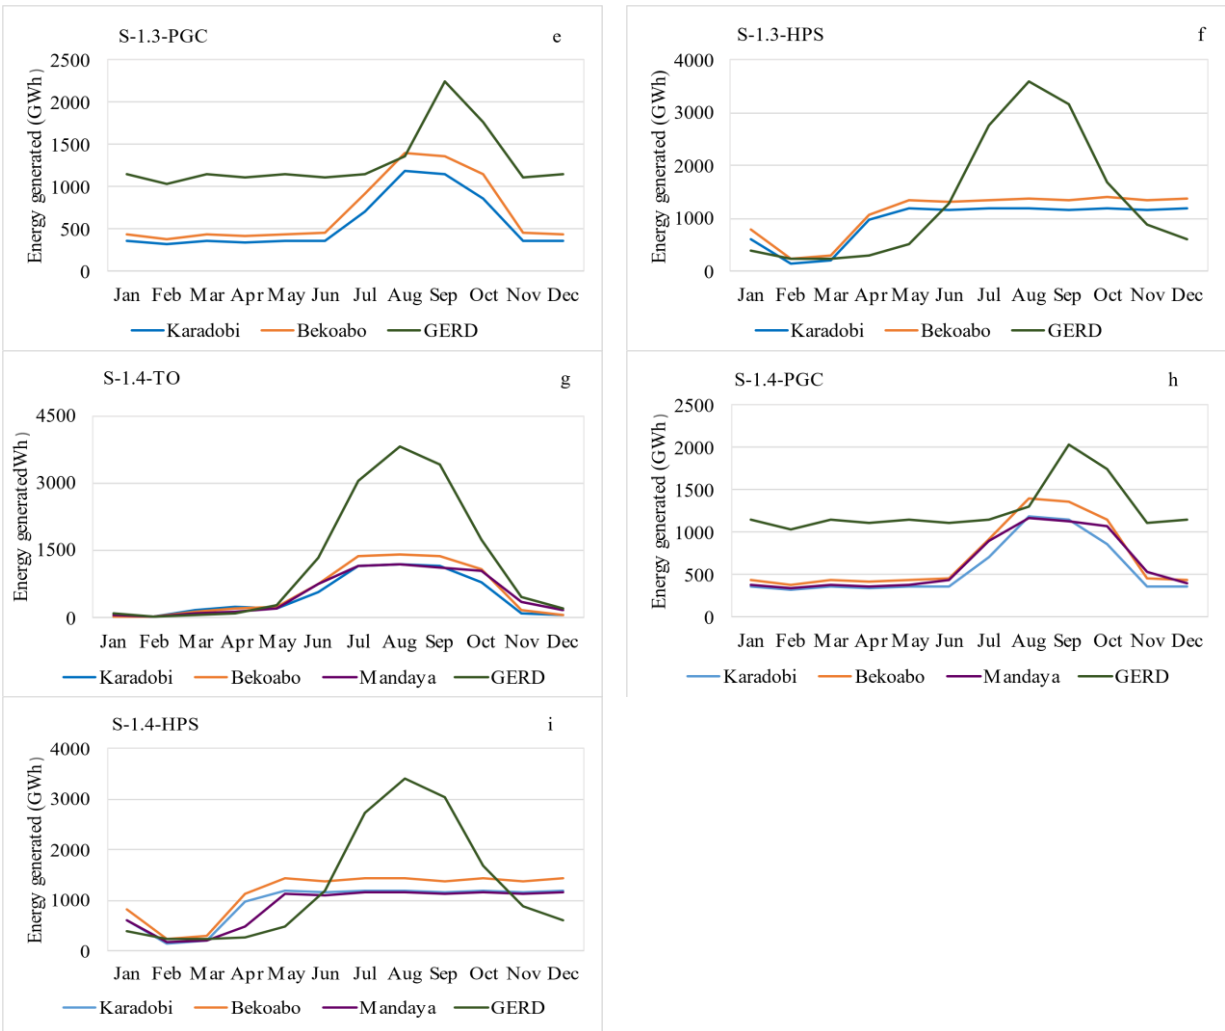 S-1.3-PGC e
Energy generated (GWh)
2500
2000
1500
1000
500
0
Jan Feb Mar Apr May Jun Jul Aug Sep Oct Nov Dec
Karadobi Bekoabo GERD
S-1.3-HPS f
Energy generated (GWh)
4000
3000
2000
1000
0
Jan Feb Mar Apr May Jun Jul Aug Sep Oct Nov Dec
Karadobi Bekoabo GERD
S-1.4-TO g
Energy generatedWh)
4500
3000
1500
0
Jan Feb Mar Apr May Jun Jul Aug Sep Oct Nov Dec
Karadobi Bekoabo Mandaya GERD
S-1.4-PGC h
Energy generated (GWh)
2500
2000
1500
1000
500
0
Jan Feb Mar Apr May Jun Jul Aug Sep Oct Nov Dec
Karadobi Bekoabo Mandaya GERD
S-1.4-HPS i
Energy generated (GWh)
4000
3000
2000
1000
0
Jan Feb Mar Apr May Jun Jul Aug Sep Oct Nov Dec
Karadobi Bekoabo Mandaya GERD